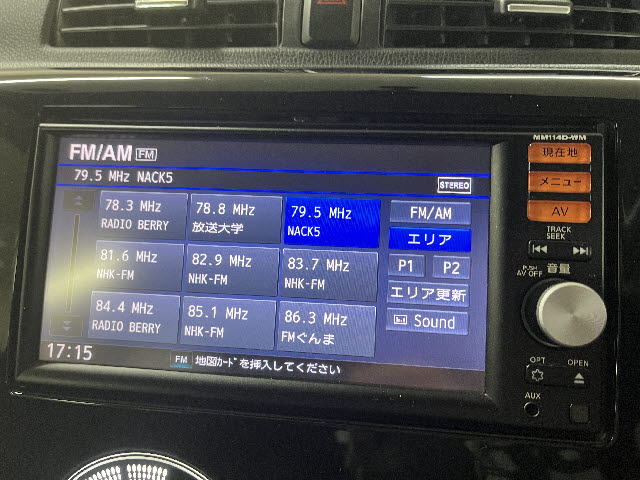 MM114D-WM
FM/AM FM
79.5 MHz NACK5
STEREO
78.3 MHz
RADIO BERRY
78.8 MHz
放送大学
79.5 MHz
NACK5
81.6 MHz
NHK-FM
82.9 MHz
NHK-FM
83.7 MHz
NHK-FM
84.4 MHz
RADIO BERRY
85.1 MHz
NHK-FM
86.3 MHz
FMぐんま
FM/AM
エリア
P1
P2
エリア更新
Sound
17:15
FM 地図ｶｰﾄﾞを挿入してください
現在地
メニュー
AV
TRACK
SEEK
PUSH
AV OFF
音量
OPT
OPEN
AUX